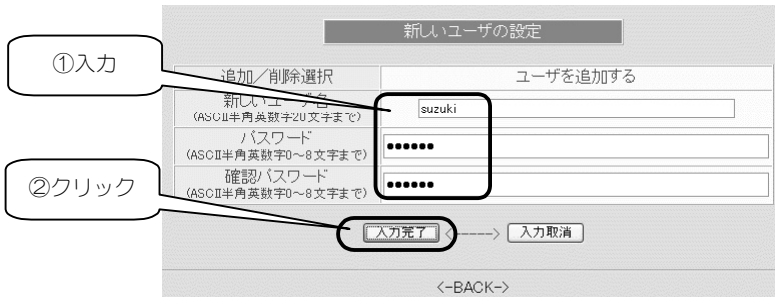 新しいユーザの設定
①入力
追加／削除選択 ユーザを追加する
新しいユーザ名 suzuki
(ASCII半角英数字20文字まで)
パスワード ●●●●●●
(ASCII半角英数字0～8文字まで)
②クリック
確認パスワード ●●●●●●
(ASCII半角英数字0～8文字まで)
入力完了 <-----> 入力取消
<-BACK->